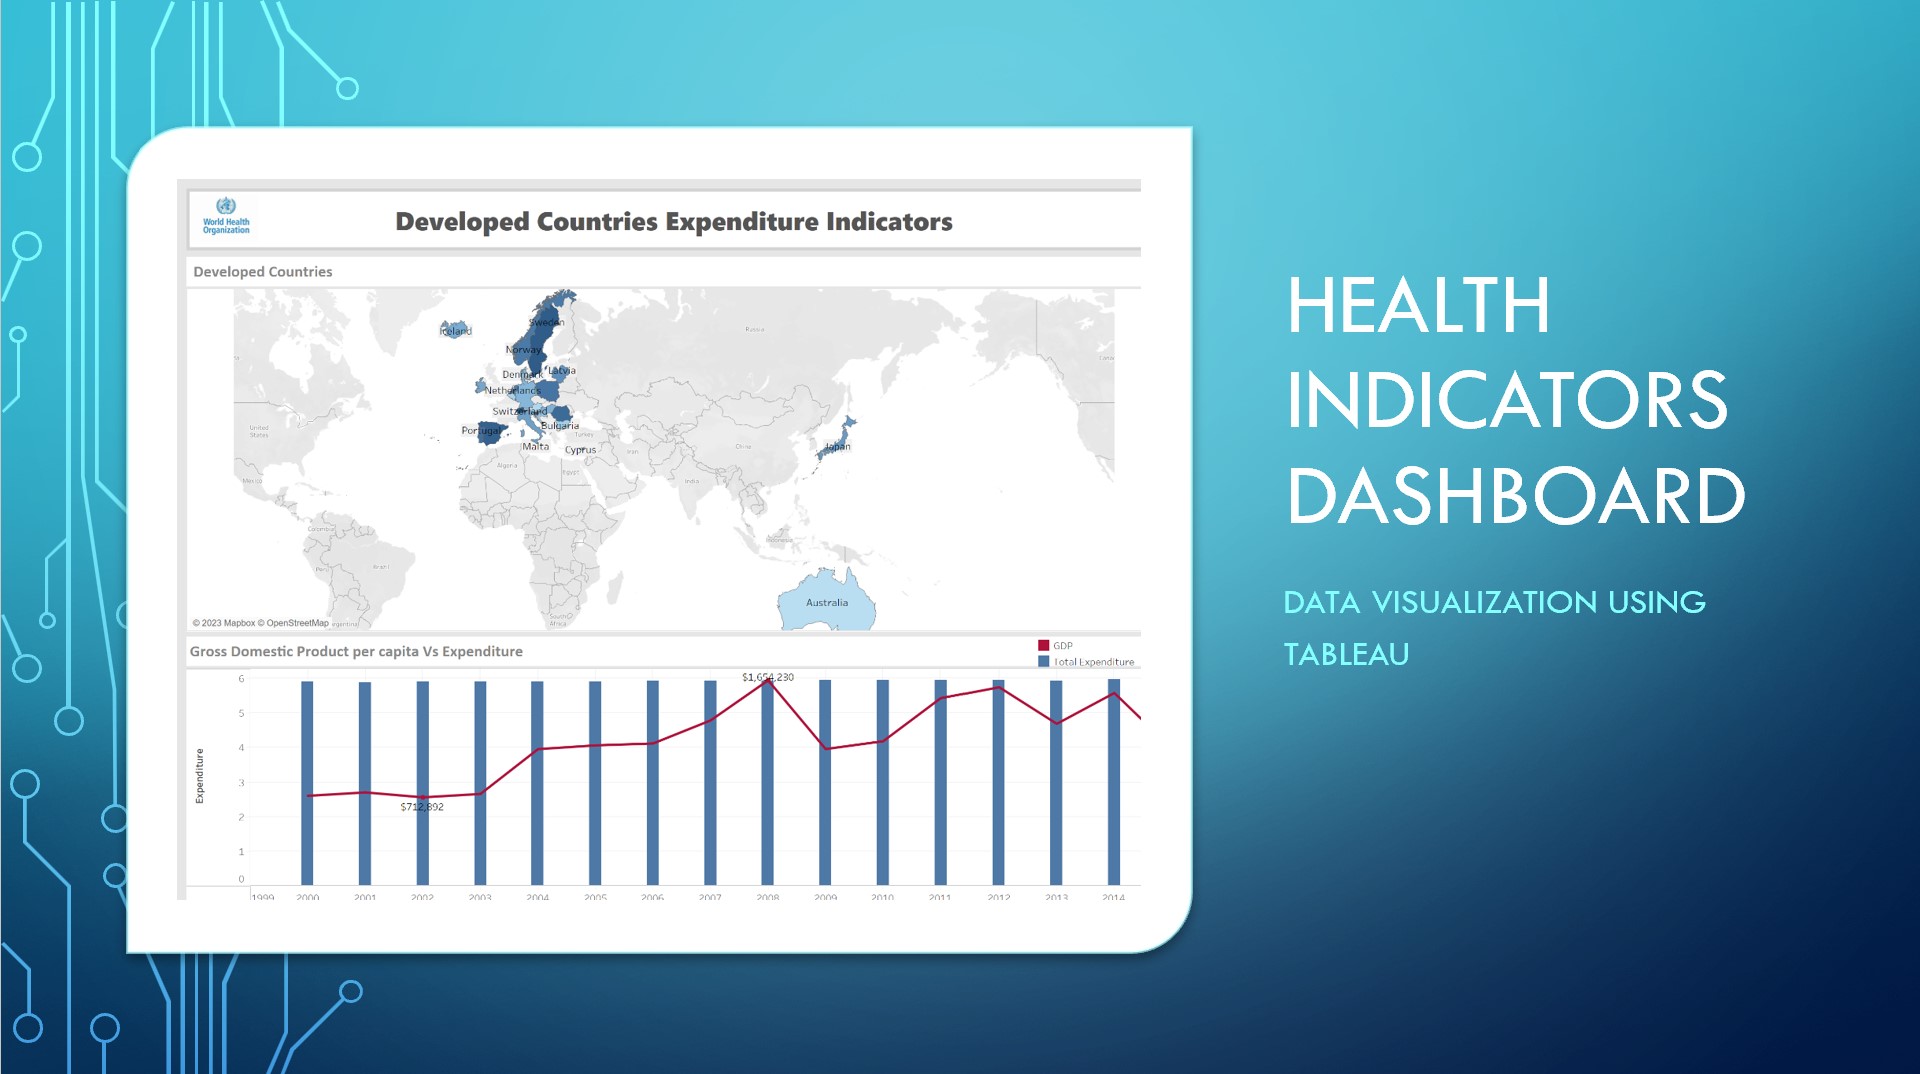 World Health
Organization
Developed Countries Expenditure Indicators
Developed Countries
Iceland
Sweden
Russia
Norway
Denmark
Latvia
Netherlands
Switzerland
Bulgaria
Portugal
Turkey
Malta
Cyprus
Iran
China
Japan
United
States
Mexico
Algeria
Egypt
India
Colombia
Peru
Brazil
Indonesia
South
Africa
Australia
© 2023 Mapbox © OpenStreetMap
Gross Domestic Product per capita Vs Expenditure
GDP
Total Expenditure
Expenditure
6
5
4
3
2
1
0
$1,654,230
$712,892
1999 2000 2001 2002 2003 2004 2005 2006 2007 2008 2009 2010 2011 2012 2013 2014
HEALTH
INDICATORS
DASHBOARD
DATA VISUALIZATION USING
TABLEAU